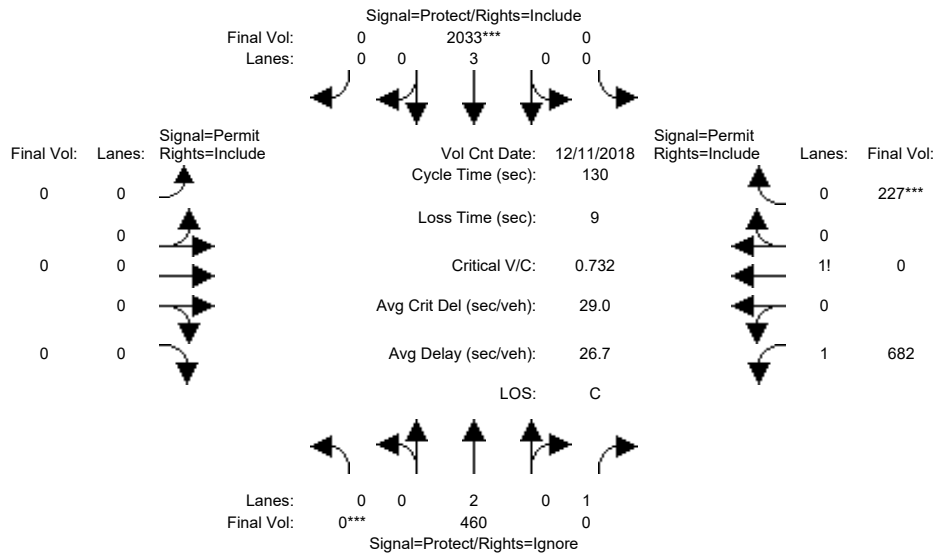 Signal=Protect/Rights=Include
Final Vol: 0 2033*** 0
Lanes: 0 0 3 0 0
Signal=Permit Signal=Permit
Final Vol: Lanes: Rights=Include Vol Cnt Date: 12/11/2018 Rights=Include Lanes: Final Vol:
Cycle Time (sec): 130
0 0 0 227***
Loss Time (sec): 9
0 0
0 0 Critical V/C: 0.732 1! 0
0 Avg Crit Del (sec/veh): 29.0 0
0 0 Avg Delay (sec/veh): 26.7 1 682
LOS: C
Lanes: 0 0 2 0 1
Final Vol: 0*** 460 0
Signal=Protect/Rights=Ignore